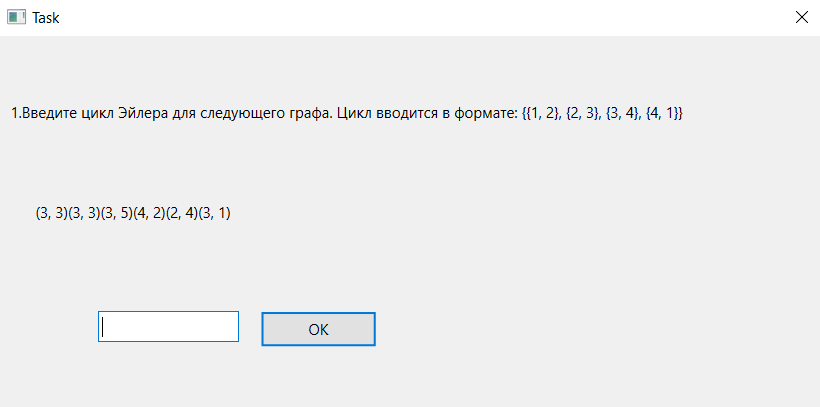 Task
1.Введите цикл Эйлера для следующего графа. Цикл вводится в формате: {{1, 2}, {2, 3}, {3, 4}, {4, 1}}
(3, 3)(3, 3)(3, 5)(4, 2)(2, 4)(3, 1)
OK